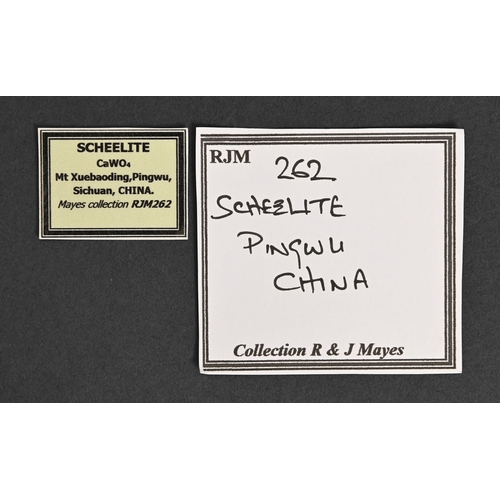 SCHEELITE
CaWO₄
Mt Xuebaoding,Pingwu,
Sichuan, CHINA.
Mayes collection RJM262
RJM 262
SCHEELITE
PINGWU
CHINA
Collection R & J Mayes